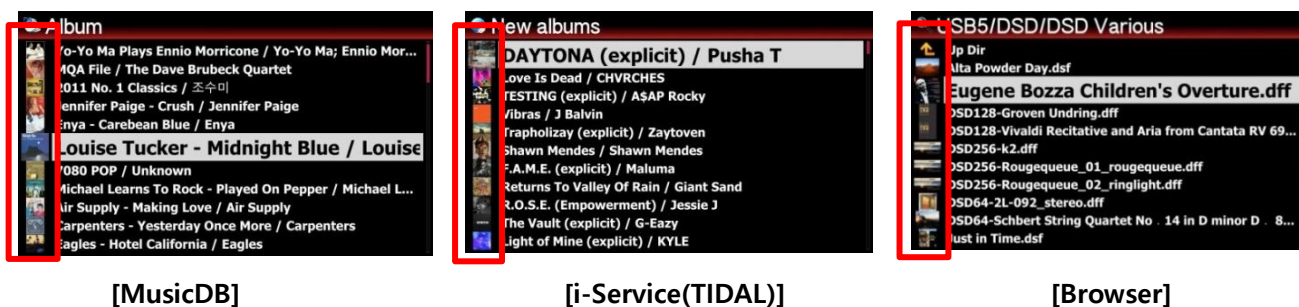 Album
Yo-Yo Ma Plays Ennio Morricone / Yo-Yo Ma; Ennio Mor...
MQA File / The Dave Brubeck Quartet
2011 No. 1 Classics / 조수미
Jennifer Paige - Crush / Jennifer Paige
Enya - Carebean Blue / Enya
Louise Tucker - Midnight Blue / Louise
7080 POP / Unknown
Michael Learns To Rock - Played On Pepper / Michael L...
Air Supply - Making Love / Air Supply
Carpenters - Yesterday Once More / Carpenters
Eagles - Hotel California / Eagles
[MusicDB]
New albums
DAYTONA (explicit) / Pusha T
Love Is Dead / CHVRCHES
TESTING (explicit) / A$AP Rocky
Vibras / J Balvin
Trapholizay (explicit) / Zaytoven
Shawn Mendes / Shawn Mendes
F.A.M.E. (explicit) / Maluma
Returns To Valley Of Rain / Giant Sand
R.O.S.E. (Empowerment) / Jessie J
The Vault (explicit) / G-Eazy
Light of Mine (explicit) / KYLE
[i-Service(TIDAL)]
USB5/DSD/DSD Various
Up Dir
Alta Powder Day.dsf
Eugene Bozza Children's Overture.dff
DSD128-Groven Undring.dff
DSD128-Vivaldi Recitative and Aria from Cantata RV 69...
DSD256-k2.dff
DSD256-Rougequeue_01_rougequeue.dff
DSD256-Rougequeue_02_ringlight.dff
DSD64-2L-092_stereo.dff
DSD64-Schbert String Quartet No . 14 in D minor D . 8...
Just in Time.dsf
[Browser]